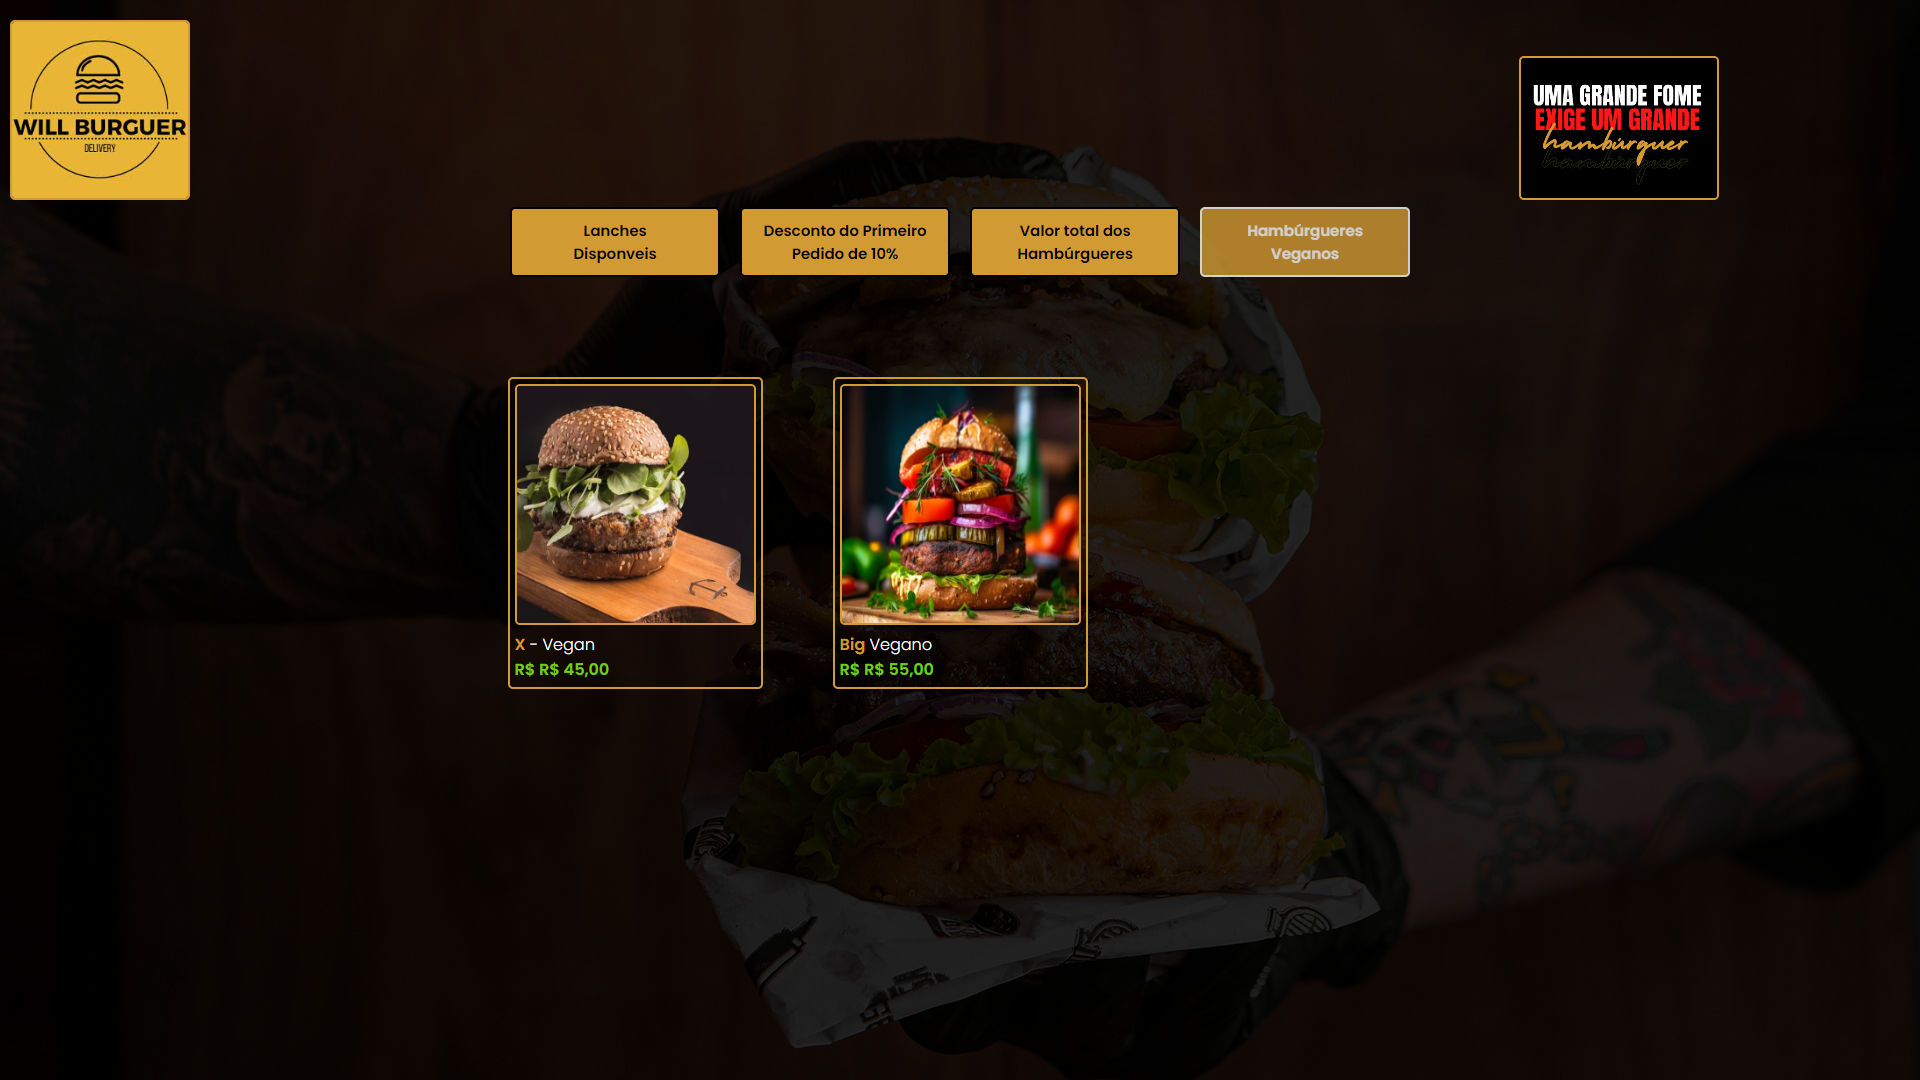 WILL BURGUER
DELIVERY
UMA GRANDE FOME
EXIGE UM GRANDE
hambúrguer
hambúrguer
Lanches
Disponveis
Desconto do Primeiro
Pedido de 10%
Valor total dos
Hambúrgueres
Hambúrgueres
Veganos
X - Vegan
R$ R$ 45,00
Big Vegano
R$ R$ 55,00